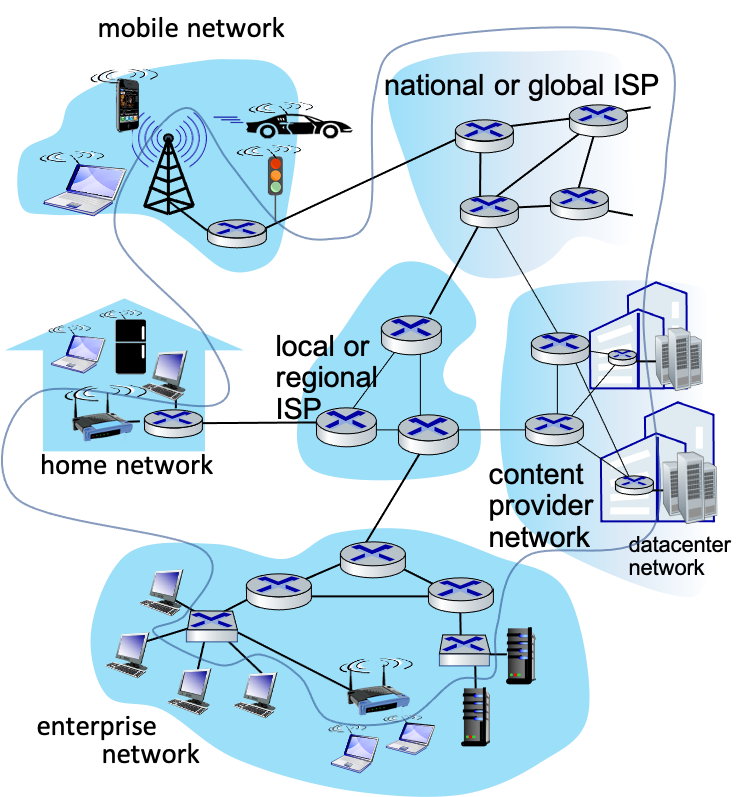 mobile network
national or global ISP
local or
regional
ISP
home network
content
provider
network
datacenter
network
enterprise
network